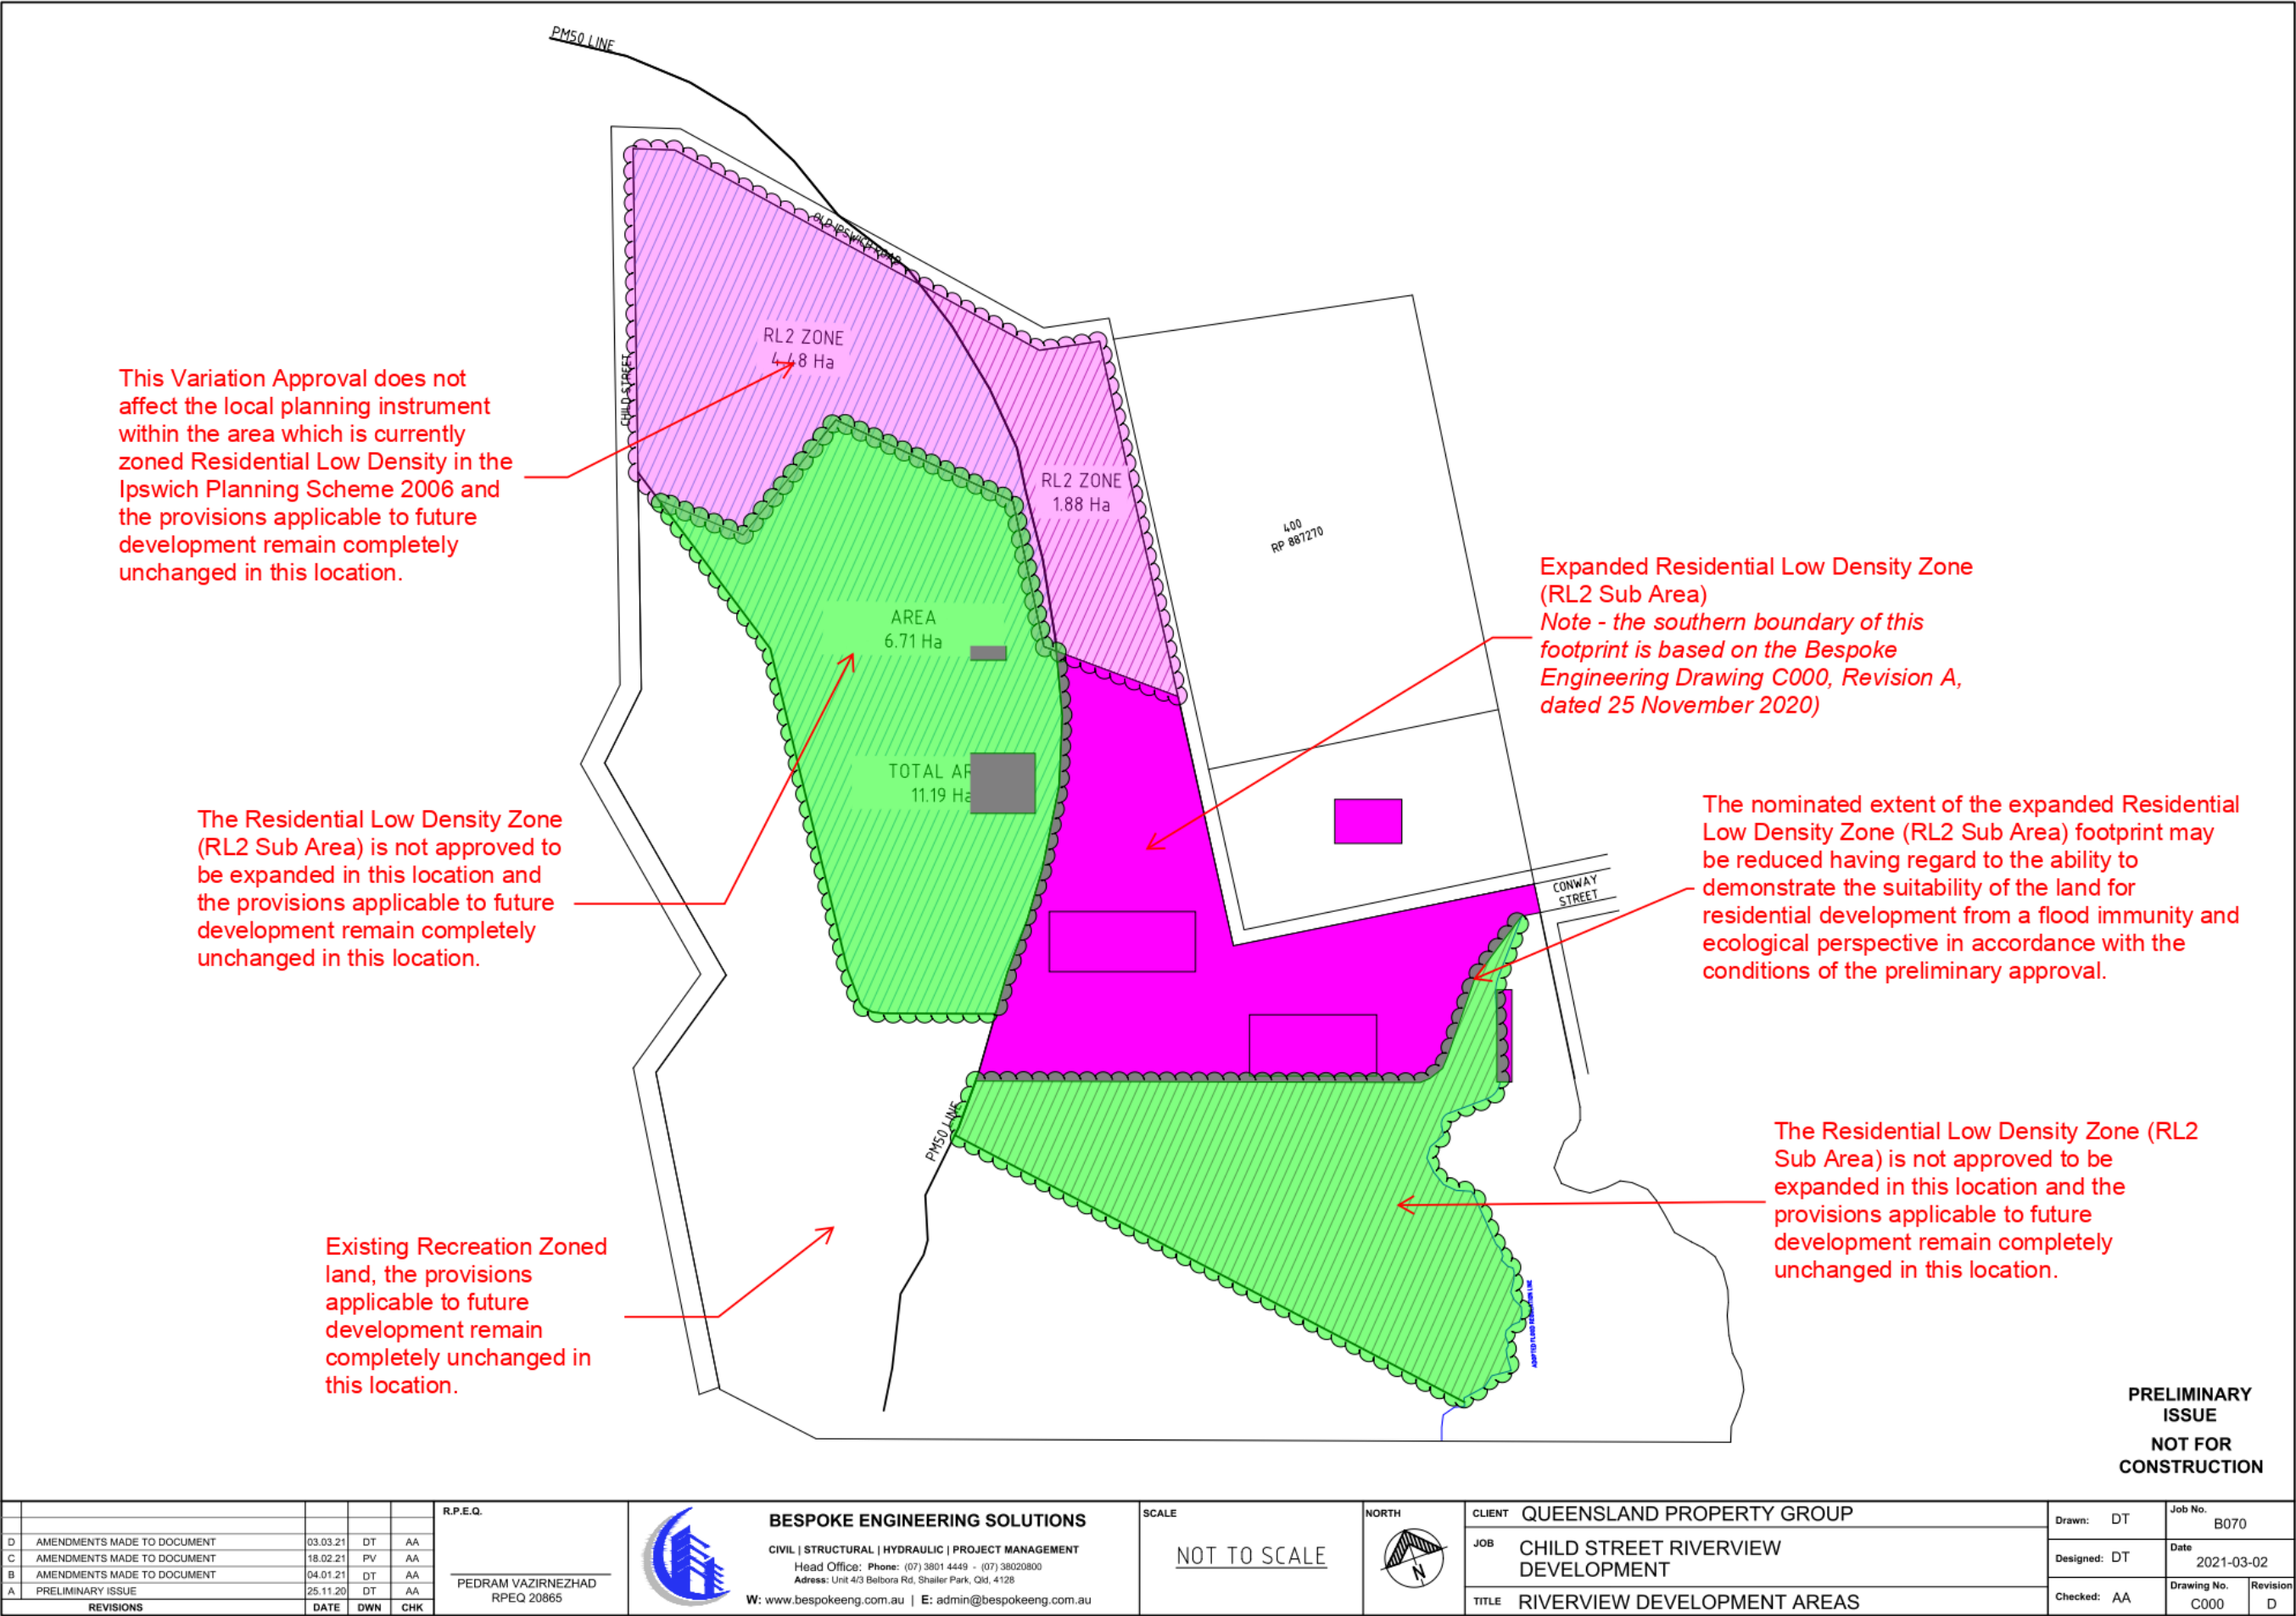 PM50 LINE
OLD IPSWICH ROAD
CHILD STREET
RL2 ZONE
4.48 Ha
RL2 ZONE
1.88 Ha
400
RP 887270
AREA
6.71 Ha
TOTAL
11.19 Ha
CONWAY
STREET
PM50 LINE
This Variation Approval does not
affect the local planning instrument
within the area which is currently
zoned Residential Low Density in the
Ipswich Planning Scheme 2006 and
the provisions applicable to future
development remain completely
unchanged in this location.
Expanded Residential Low Density Zone
(RL2 Sub Area)
Note - the southern boundary of this
footprint is based on the Bespoke
Engineering Drawing C000, Revision A,
dated 25 November 2020)
The Residential Low Density Zone
(RL2 Sub Area) is not approved to
be expanded in this location and
the provisions applicable to future
development remain completely
unchanged in this location.
The nominated extent of the expanded Residential
Low Density Zone (RL2 Sub Area) footprint may
be reduced having regard to the ability to
demonstrate the suitability of the land for
residential development from a flood immunity and
ecological perspective in accordance with the
conditions of the preliminary approval.
The Residential Low Density Zone (RL2
Sub Area) is not approved to be
expanded in this location and the
provisions applicable to future
development remain completely
unchanged in this location.
Existing Recreation Zoned
land, the provisions
applicable to future
development remain
completely unchanged in
this location.
PRELIMINARY
ISSUE
NOT FOR
CONSTRUCTION
D AMENDMENTS MADE TO DOCUMENT 03.03.21 DT AA
C AMENDMENTS MADE TO DOCUMENT 18.02.21 PV AA
B AMENDMENTS MADE TO DOCUMENT 04.01.21 DT AA
A PRELIMINARY ISSUE 25.11.20 DT AA
REVISIONS DATE DWN CHK
R.P.E.Q.
PEDRAM VAZIRNEZHAD
RPEQ 20865
BESPOKE ENGINEERING SOLUTIONS
CIVIL | STRUCTURAL | HYDRAULIC | PROJECT MANAGEMENT
Head Office: Phone: (07) 3801 4449 - (07) 38020800
Adress: Unit 4/3 Belbora Rd, Shailer Park, Qld, 4128
W: www.bespokeeng.com.au | E: admin@bespokeeng.com.au
SCALE
NOT TO SCALE
NORTH
N
CLIENT QUEENSLAND PROPERTY GROUP
JOB CHILD STREET RIVERVIEW
DEVELOPMENT
TITLE RIVERVIEW DEVELOPMENT AREAS
Drawn: DT
Designed: DT
Checked: AA
Job No.
B070
Date
2021-03-02
Drawing No.
C000
Revision
D